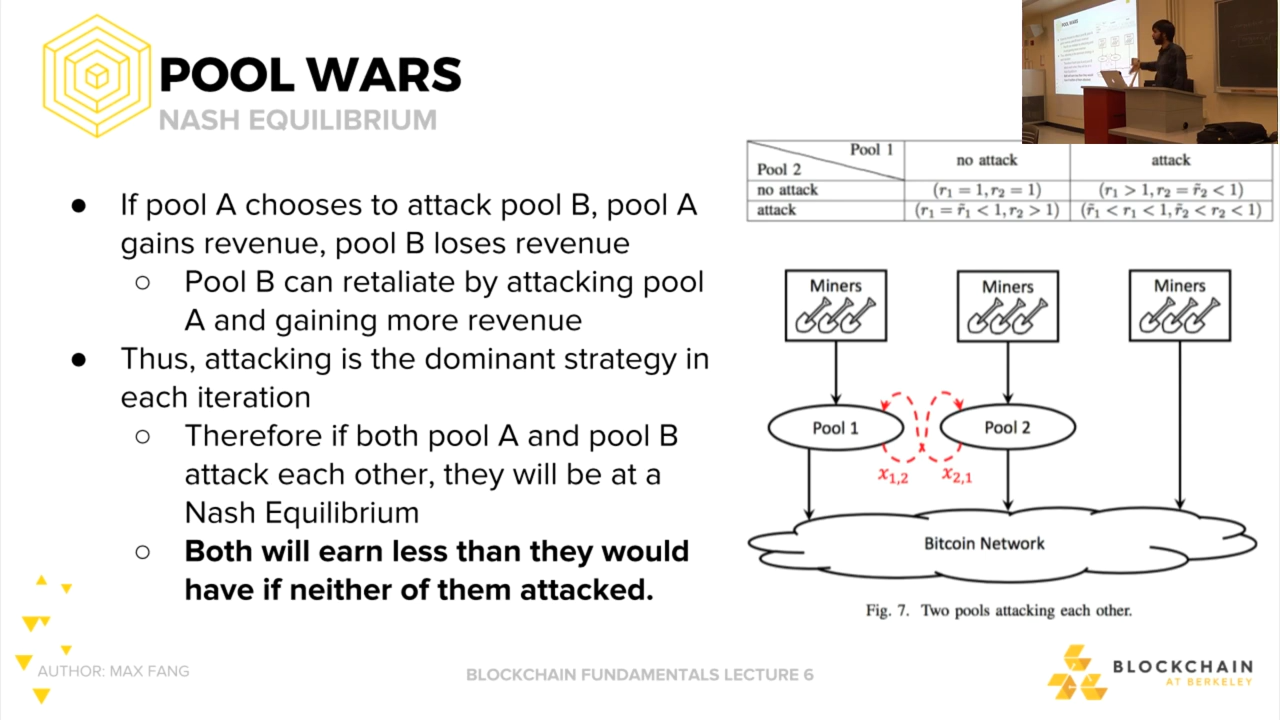 POOL WARS
NASH EQUILIBRIUM
● If pool A chooses to attack pool B, pool A
gains revenue, pool B loses revenue
○ Pool B can retaliate by attacking pool
A and gaining more revenue
● Thus, attacking is the dominant strategy in
each iteration
○ Therefore if both pool A and pool B
attack each other, they will be at a
Nash Equilibrium
○ Both will earn less than they would
have if neither of them attacked.
Pool 1
Pool 2
no attack
attack
no attack
(r₁ = 1, r₂ = 1)
(r₁ > 1, r₂ = r̃₂ < 1)
attack
(r₁ = r̃₁ < 1, r₂ > 1)
(r̃₁ < r₁ < 1, r̃₂ < r₂ < 1)
Miners
Miners
Miners
Pool 1
Pool 2
x₁,₂
x₂,₁
Bitcoin Network
Fig. 7. Two pools attacking each other.
AUTHOR: MAX FANG
BLOCKCHAIN FUNDAMENTALS LECTURE 6
BLOCKCHAIN
AT BERKELEY
POOL WARS